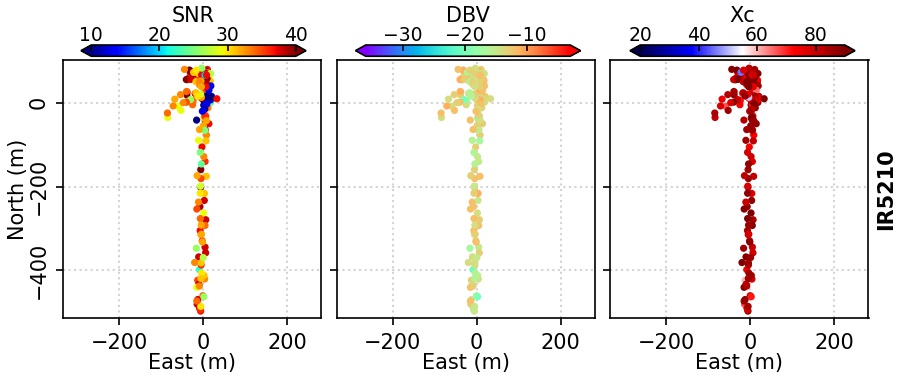 SNR DBV Xc
10 20 30 40 −30 −20 −10 20 40 60 80
North (m)
0
−200
−400
IR5210
−200 0 200 −200 0 200 −200 0 200
East (m) East (m) East (m)